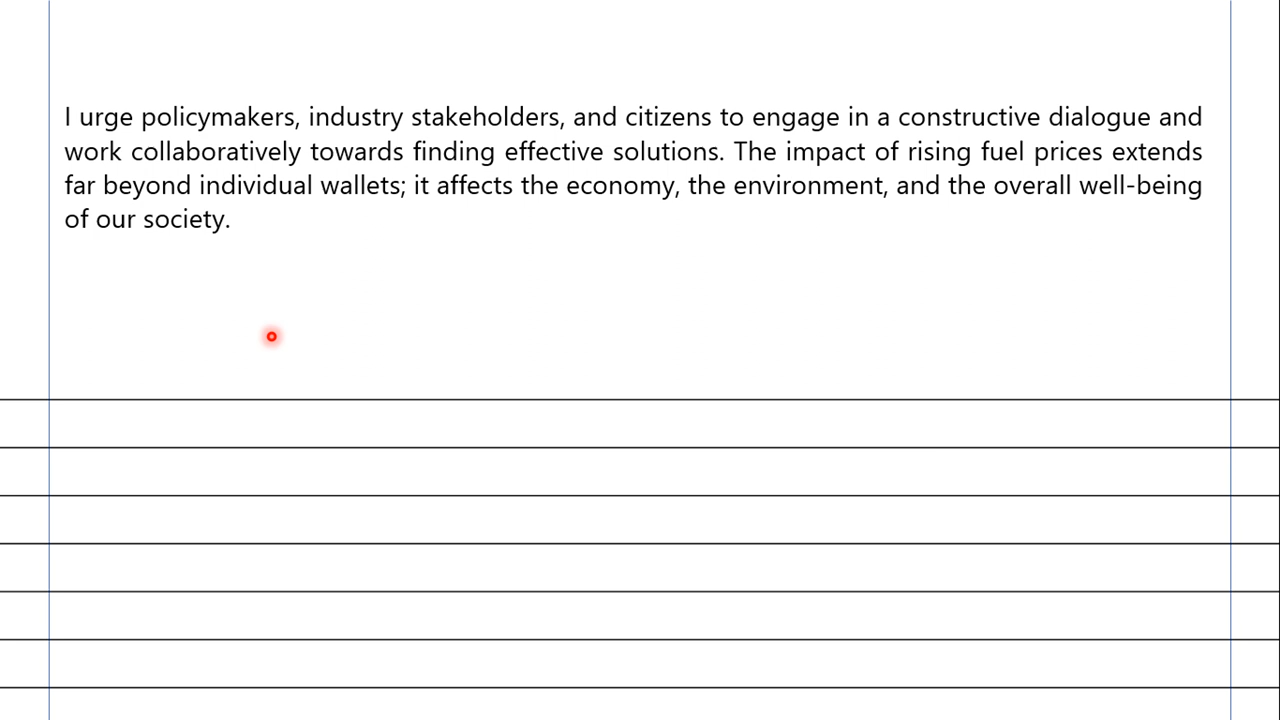 I urge policymakers, industry stakeholders, and citizens to engage in a constructive dialogue and
work collaboratively towards finding effective solutions. The impact of rising fuel prices extends
far beyond individual wallets; it affects the economy, the environment, and the overall well-being
of our society.